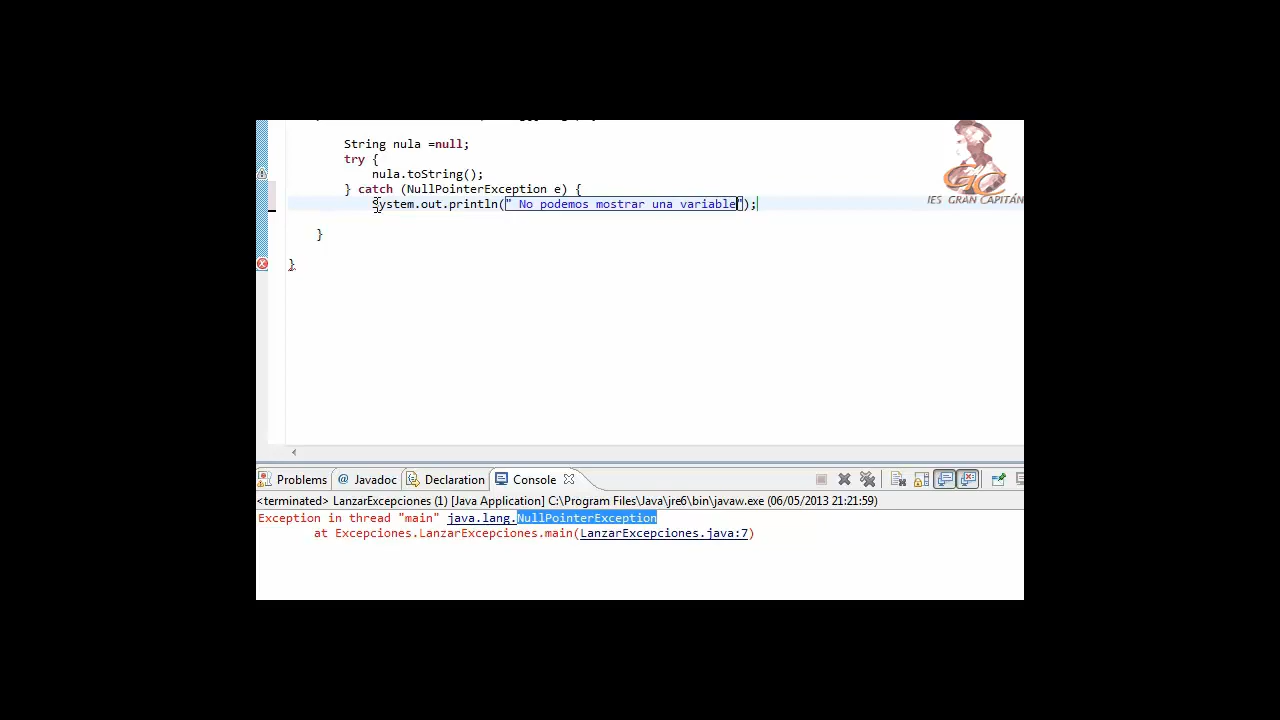 String nula =null;
try {
nula.toString();
} catch (NullPointerException e) {
System.out.println(" No podemos mostrar una variable");
}
}
GC
IES GRAN CAPITÁN
Problems @ Javadoc Declaration Console
<terminated> LanzarExcepciones (1) [Java Application] C:\Program Files\Java\jre6\bin\javaw.exe (06/05/2013 21:21:59)
Exception in thread "main" java.lang.NullPointerException
at Excepciones.LanzarExcepciones.main(LanzarExcepciones.java:7)